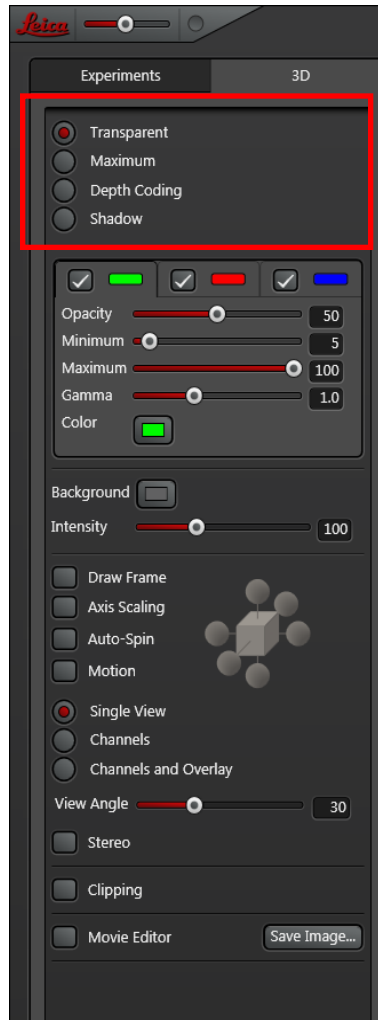 Leica
Experiments 3D
Transparent
Maximum
Depth Coding
Shadow
Opacity 50
Minimum 5
Maximum 100
Gamma 1.0
Color
Background
Intensity 100
Draw Frame
Axis Scaling
Auto-Spin
Motion
Single View
Channels
Channels and Overlay
View Angle 30
Stereo
Clipping
Movie Editor Save Image...